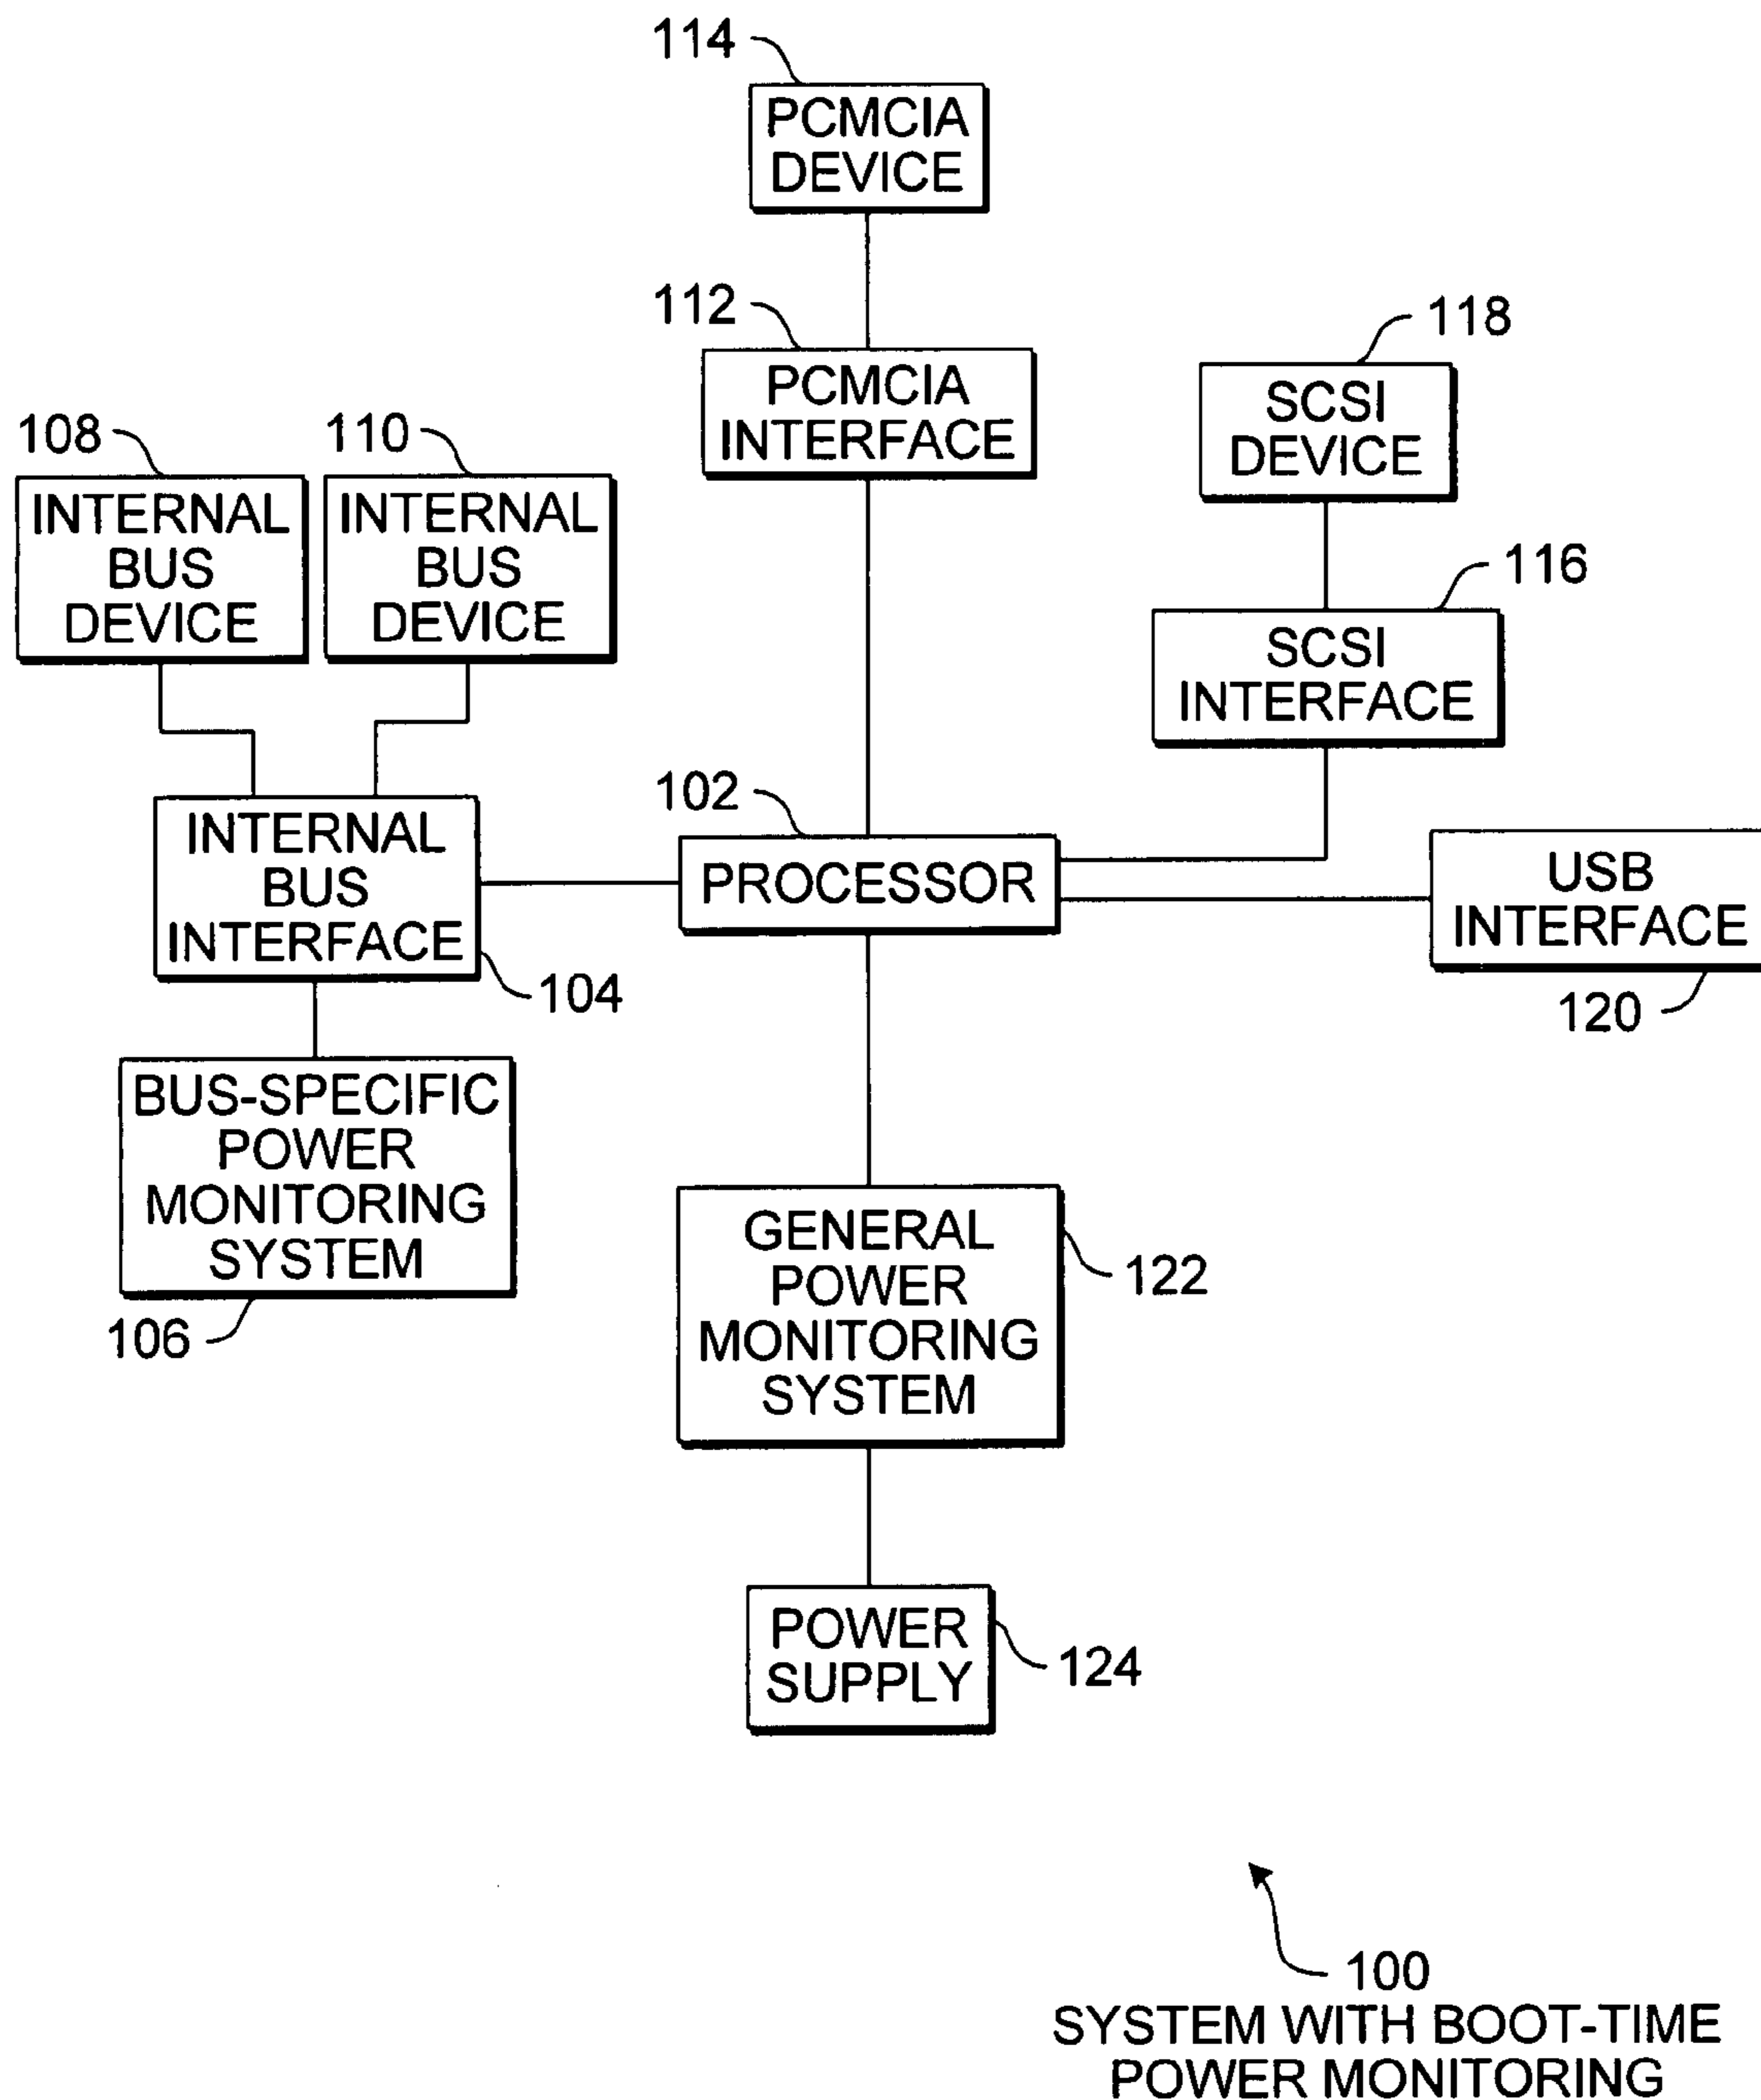 114
PCMCIA
DEVICE
112
PCMCIA
INTERFACE
118
SCSI
DEVICE
108
INTERNAL
BUS
DEVICE
110
INTERNAL
BUS
DEVICE
116
SCSI
INTERFACE
102
PROCESSOR
INTERNAL
BUS
INTERFACE
104
USB
INTERFACE
120
BUS-SPECIFIC
POWER
MONITORING
SYSTEM
106
GENERAL
POWER
MONITORING
SYSTEM
122
POWER
SUPPLY
124
100
SYSTEM WITH BOOT-TIME
POWER MONITORING